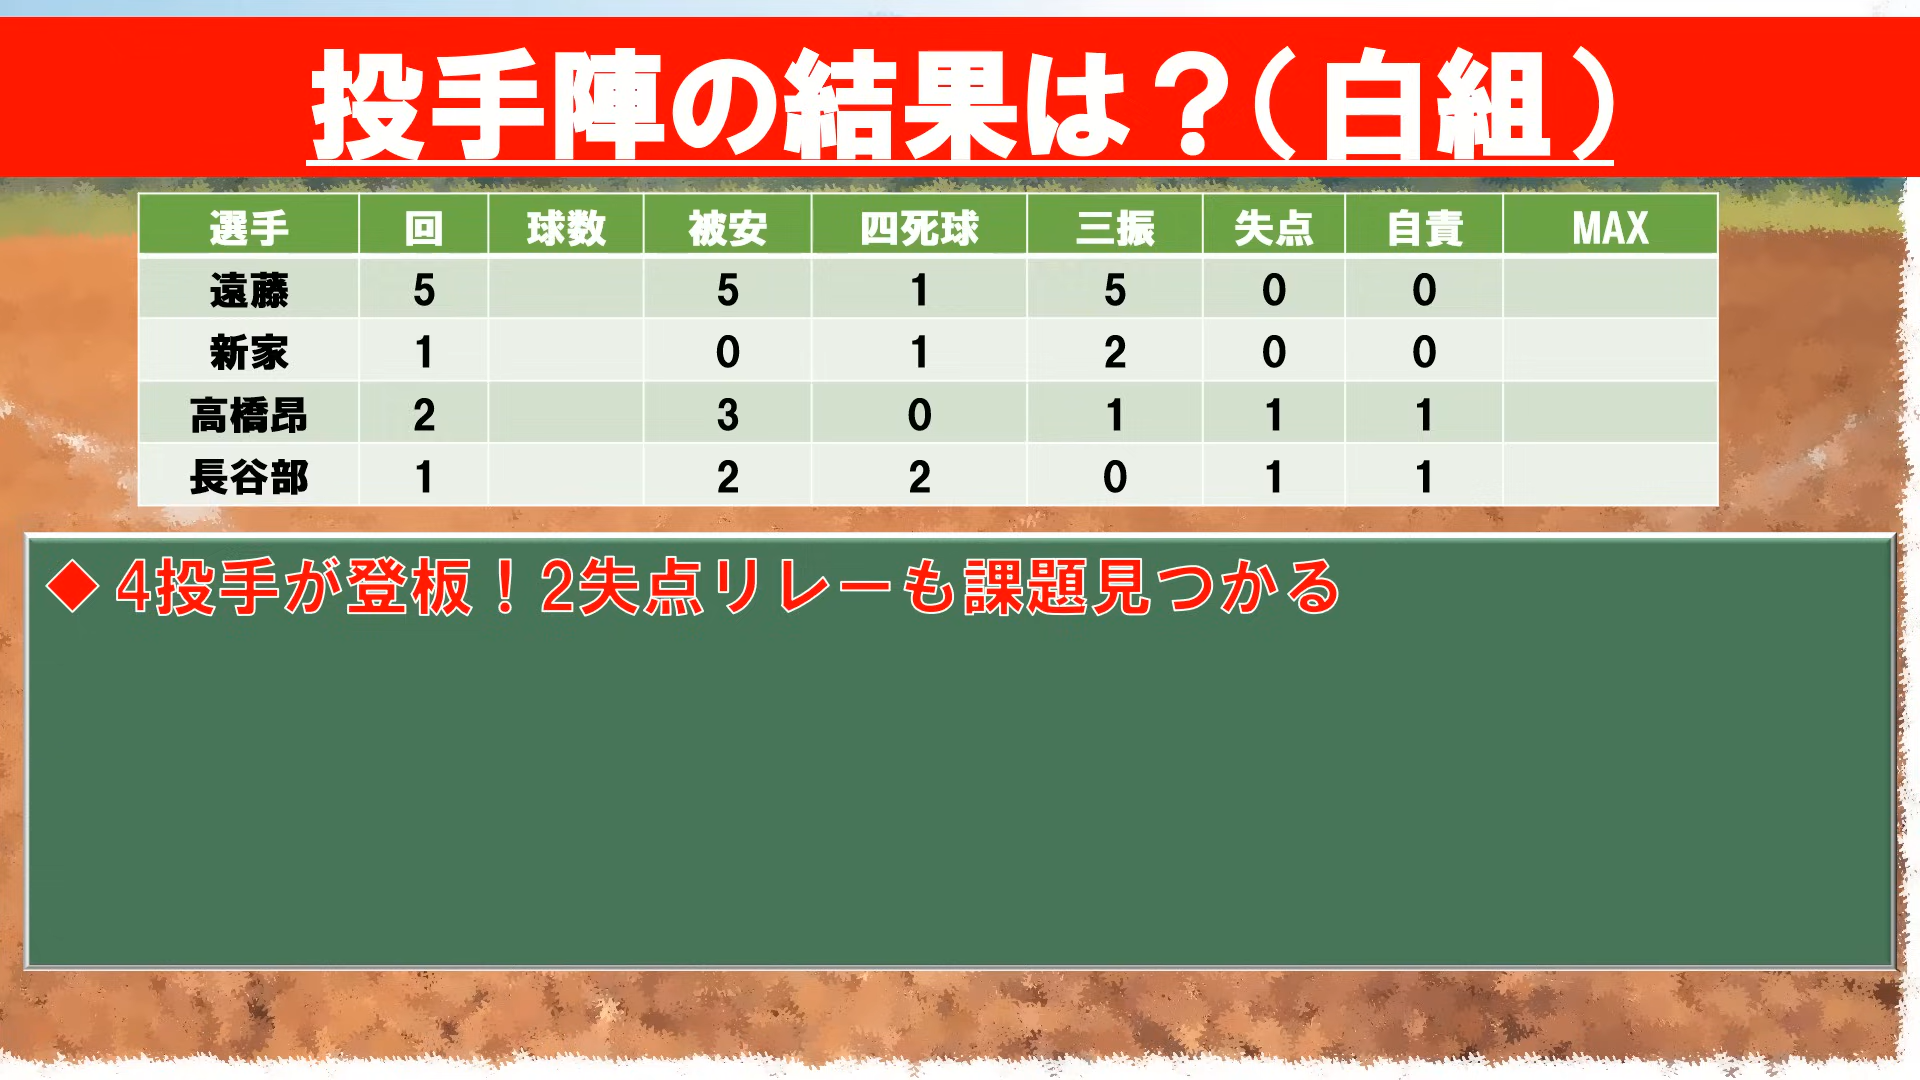 投手陣の結果は？（白組）
選手 回 球数 被安 四死球 三振 失点 自責 MAX
遠藤 5 5 1 5 0 0
新家 1 0 1 2 0 0
高橋昂 2 3 0 1 1 1
長谷部 1 2 2 0 1 1
◆4投手が登板！2失点リレーも課題見つかる